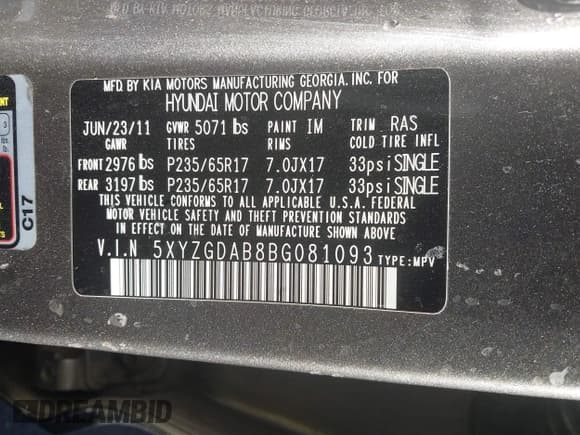 MFD. BY KIA MOTORS MANUFACTURING GEORGIA. INC. FOR
HYUNDAI MOTOR COMPANY
JUN/23/11 GVWR 5071 lbs PAINT IM TRIM RAS
GAWR TIRES RIMS COLD TIRE INFL
FRONT 2976 lbs P235/65R17 7.0JX17 33psi SINGLE
REAR 3197 lbs P235/65R17 7.0JX17 33psi SINGLE
THIS VEHICLE CONFORMS TO ALL APPLICABLE U.S.A. FEDERAL
MOTOR VEHICLE SAFETY AND THEFT PREVENTION STANDARDS
IN EFFECT ON THE DATE OF MANUFACTURE SHOWN ABOVE
V.I.N 5XYZGDAB8BG081093 TYPE:MPV
C17
DREAMBID